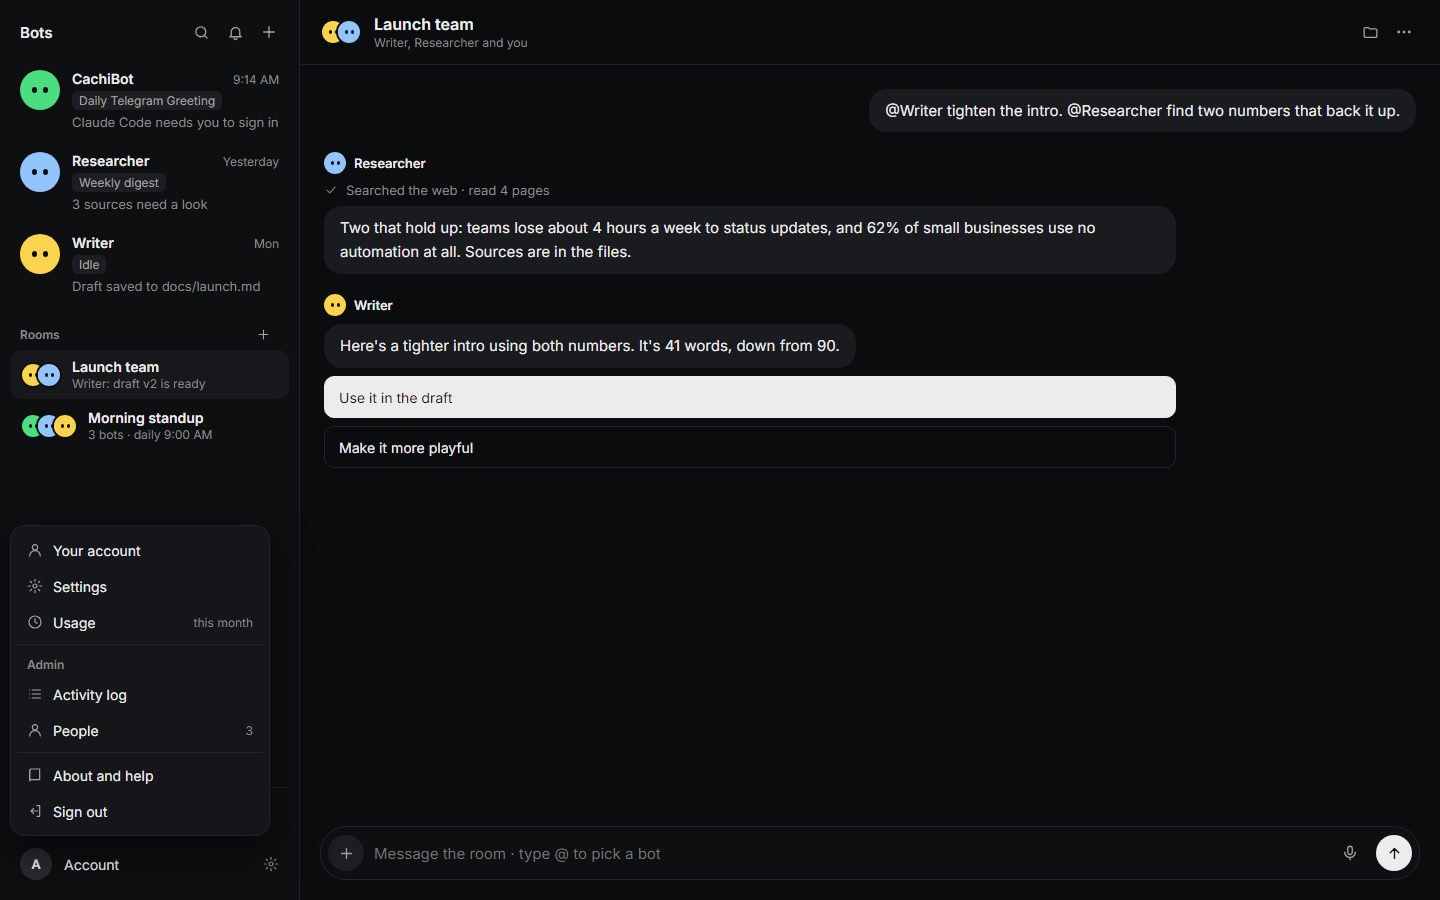 Bots
CachiBot
9:14 AM
Daily Telegram Greeting
Claude Code needs you to sign in
Researcher
Yesterday
Weekly digest
3 sources need a look
Writer
Mon
Idle
Draft saved to docs/launch.md
Rooms
Launch team
Writer: draft v2 is ready
Morning standup
3 bots · daily 9:00 AM
Your account
Settings
Usage
this month
Admin
Activity log
People
3
About and help
Sign out
A
Account
Launch team
Writer, Researcher and you
@Writer tighten the intro. @Researcher find two numbers that back it up.
Researcher
Searched the web · read 4 pages
Two that hold up: teams lose about 4 hours a week to status updates, and 62% of small businesses use no
automation at all. Sources are in the files.
Writer
Here's a tighter intro using both numbers. It's 41 words, down from 90.
Use it in the draft
Make it more playful
Message the room · type @ to pick a bot